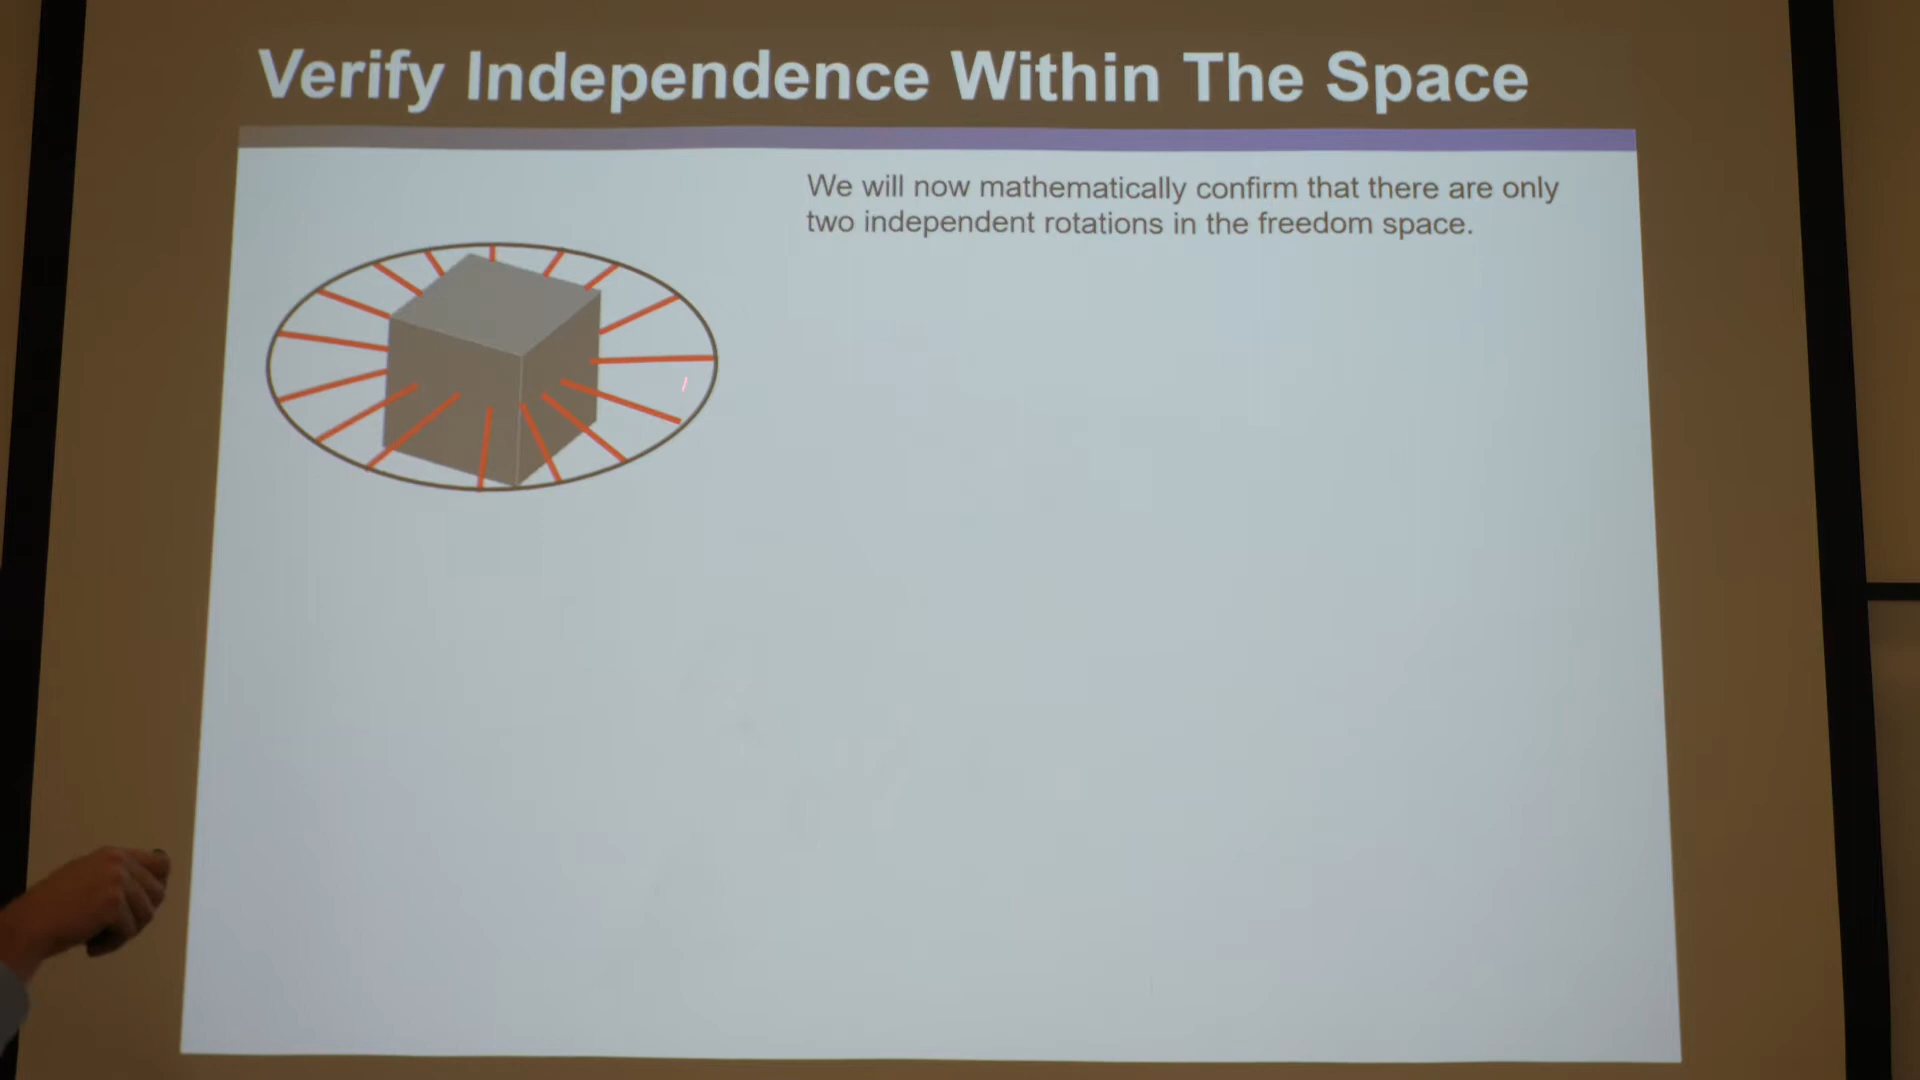 Verify Independence Within The Space
We will now mathematically confirm that there are only
two independent rotations in the freedom space.